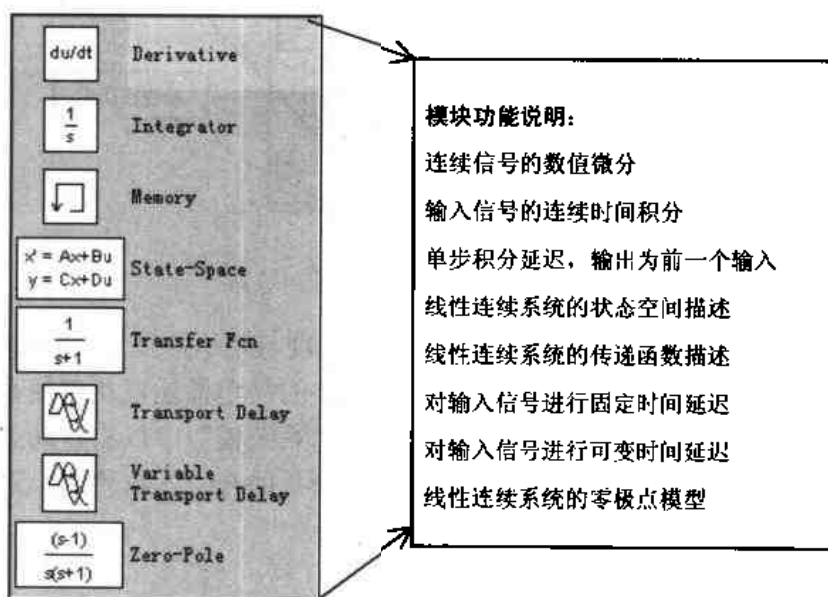 du/dt Derivative
1
s
Integrator
Memory
x' = Ax+Bu
y = Cx+Du
State-Space
1
s+1
Transfer Fcn
Transport Delay
Variable
Transport Delay
(s-1)
s(s+1)
Zero-Pole
模块功能说明：
连续信号的数值微分
输入信号的连续时间积分
单步积分延迟，输出为前一个输入
线性连续系统的状态空间描述
线性连续系统的传递函数描述
对输入信号进行固定时间延迟
对输入信号进行可变时间延迟
线性连续系统的零极点模型